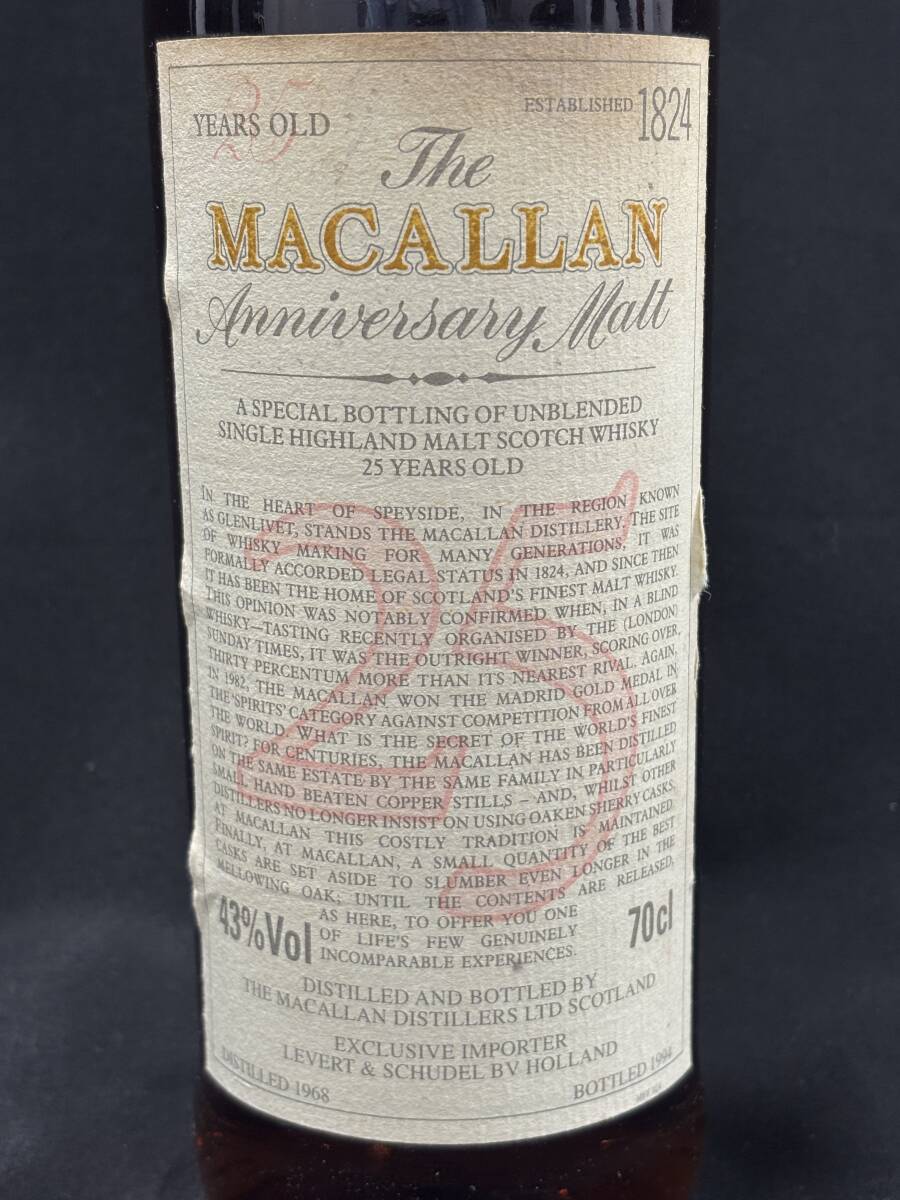 25
YEARS OLD
ESTABLISHED 1824
The
MACALLAN
Anniversary Malt
A SPECIAL BOTTLING OF UNBLENDED
SINGLE HIGHLAND MALT SCOTCH WHISKY
25 YEARS OLD
25
IN THE HEART OF SPEYSIDE, IN THE REGION KNOWN
AS GLENLIVET, STANDS THE MACALLAN DISTILLERY. THE SITE
OF WHISKY MAKING FOR MANY GENERATIONS, IT WAS
FORMALLY ACCORDED LEGAL STATUS IN 1824, AND SINCE THEN
IT HAS BEEN THE HOME OF SCOTLAND'S FINEST MALT WHISKY.
THIS OPINION WAS NOTABLY CONFIRMED WHEN, IN A BLIND
WHISKY–TASTING RECENTLY ORGANISED BY THE (LONDON)
SUNDAY TIMES, IT WAS THE OUTRIGHT WINNER, SCORING OVER
THIRTY PERCENTUM MORE THAN ITS NEAREST RIVAL. AGAIN,
IN 1982, THE MACALLAN WON THE MADRID GOLD MEDAL IN
THE 'SPIRITS' CATEGORY AGAINST COMPETITION FROM ALL OVER
THE WORLD. WHAT IS THE SECRET OF THE WORLD'S FINEST
SPIRIT? FOR CENTURIES, THE MACALLAN HAS BEEN DISTILLED
ON THE SAME ESTATE BY THE SAME FAMILY IN PARTICULARLY
SMALL, HAND BEATEN COPPER STILLS – AND, WHILST OTHER
DISTILLERS NO LONGER INSIST ON USING OAKEN SHERRY CASKS,
AT MACALLAN THIS COSTLY TRADITION IS MAINTAINED.
FINALLY, AT MACALLAN, A SMALL QUANTITY OF THE BEST
CASKS ARE SET ASIDE TO SLUMBER EVEN LONGER IN THE
MELLOWING OAK; UNTIL THE CONTENTS ARE RELEASED,
AS HERE, TO OFFER YOU ONE
OF LIFE'S FEW GENUINELY
INCOMPARABLE EXPERIENCES.
43%Vol
70cl
DISTILLED AND BOTTLED BY
THE MACALLAN DISTILLERS LTD SCOTLAND
EXCLUSIVE IMPORTER
LEVERT & SCHUDEL BV HOLLAND
DISTILLED 1968
BOTTLED 1994